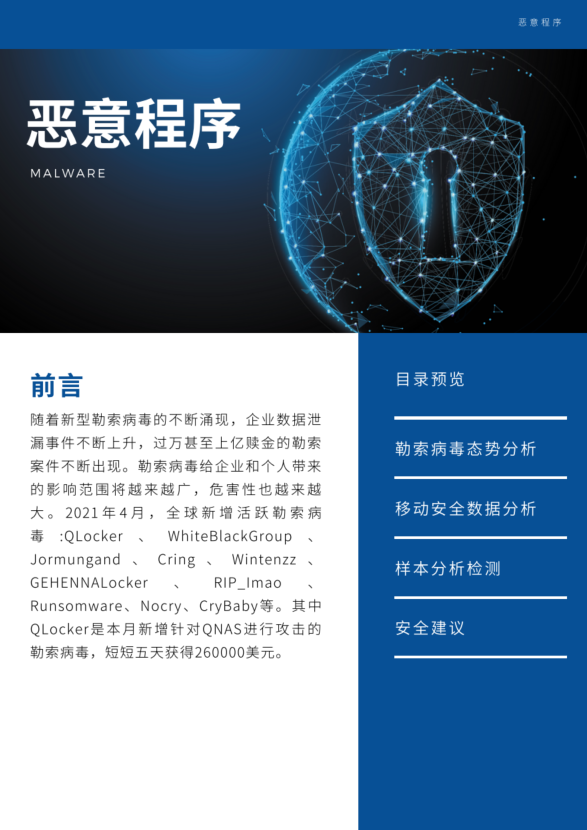 恶意程序
恶意程序
MALWARE
前言
随着新型勒索病毒的不断涌现，企业数据泄
漏事件不断上升，过万甚至上亿赎金的勒索
案件不断出现。勒索病毒给企业和个人带来
的影响范围将越来越广，危害性也越来越
大。2021年4月，全球新增活跃勒索病
毒:QLocker、WhiteBlackGroup、
Jormungand、Cring、Wintenzz、
GEHENNALocker、RIP_lmao、
Runsomware、Nocry、CryBaby等。其中
QLocker是本月新增针对QNAS进行攻击的
勒索病毒，短短五天获得260000美元。
目录预览
勒索病毒态势分析
移动安全数据分析
样本分析检测
安全建议